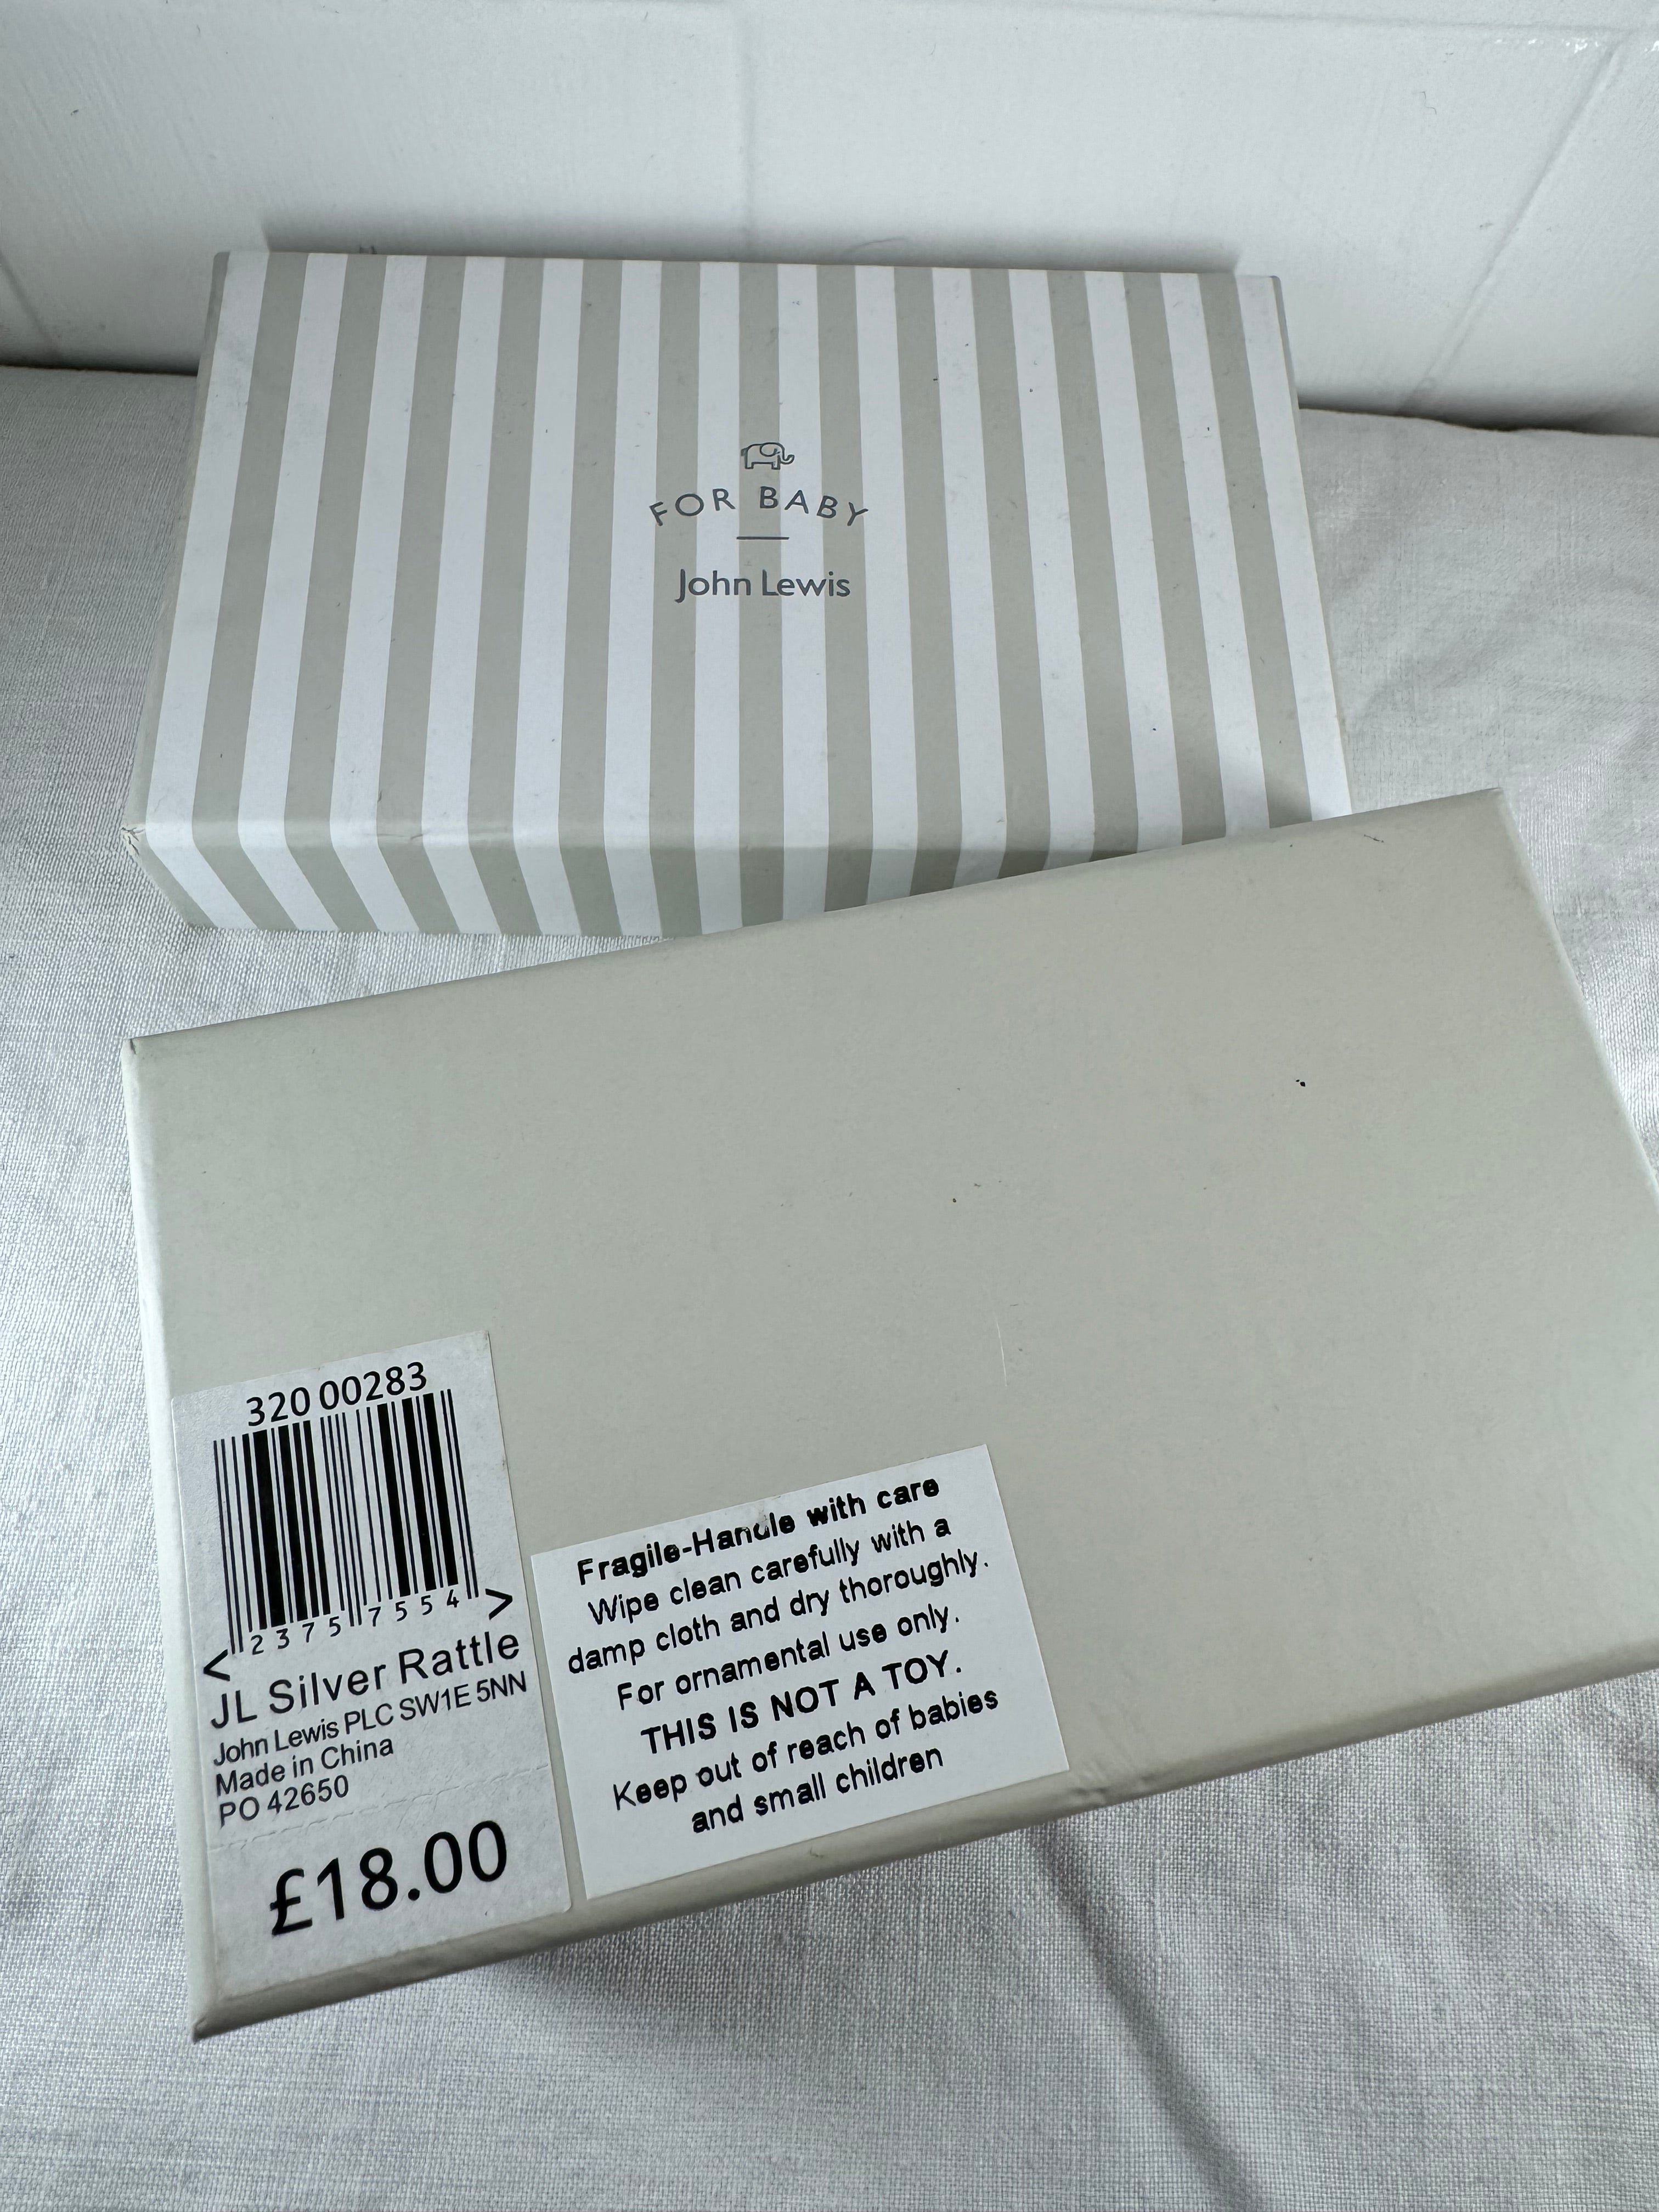 FOR BABY
John Lewis
320 00283
< 2375 7554 >
JL Silver Rattle
John Lewis PLC SW1E 5NN
Made in China
PO 42650
£18.00
Fragile-Handle with care
Wipe clean carefully with a
damp cloth and dry thoroughly.
For ornamental use only.
THIS IS NOT A TOY.
Keep out of reach of babies
and small children